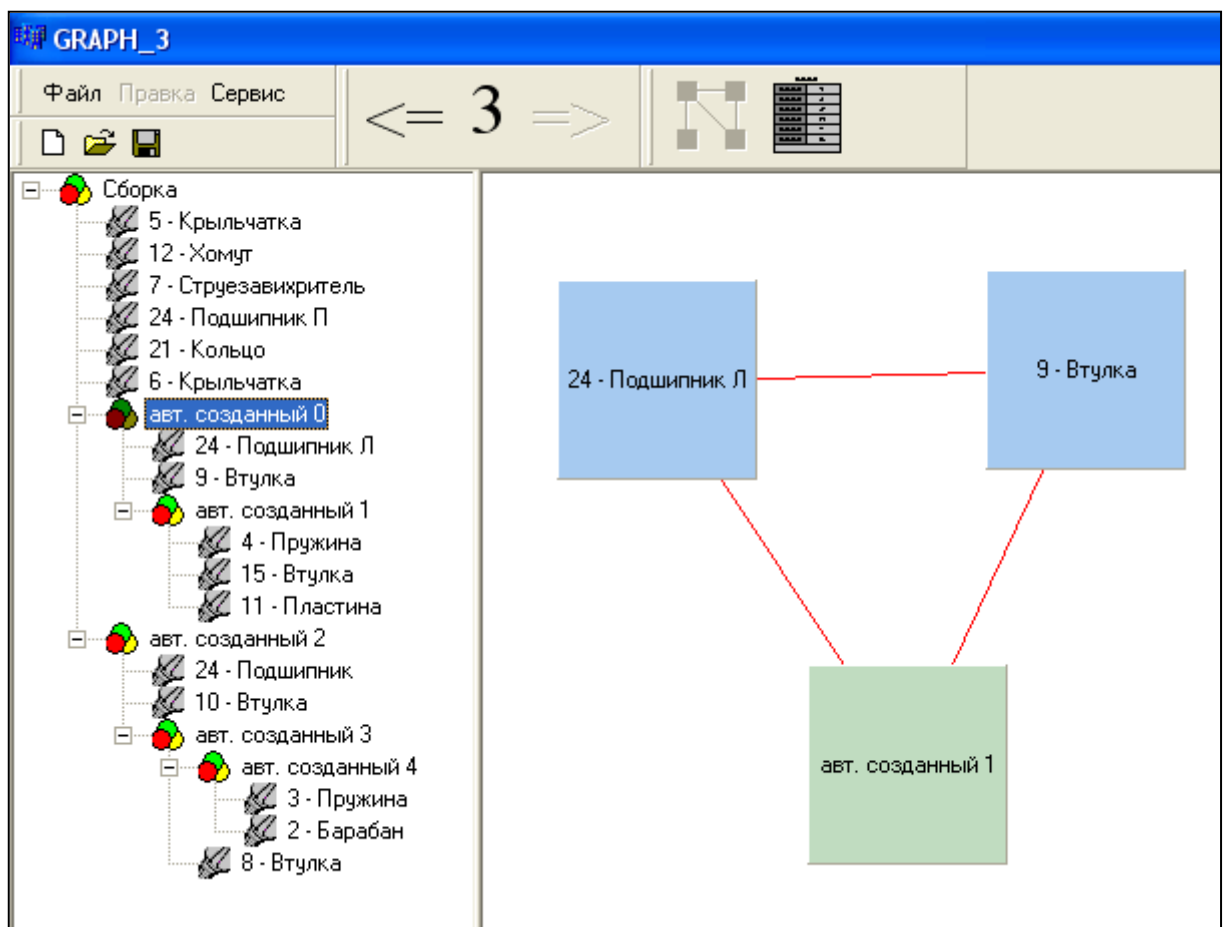 GRAPH_3
Файл Правка Сервис
<= 3 =>
Сборка
5 - Крыльчатка
12 - Хомут
7 - Струезавихритель
24 - Подшипник П
21 - Кольцо
6 - Крыльчатка
авт. созданный 0
24 - Подшипник Л
9 - Втулка
авт. созданный 1
4 - Пружина
15 - Втулка
11 - Пластина
авт. созданный 2
24 - Подшипник
10 - Втулка
авт. созданный 3
авт. созданный 4
3 - Пружина
2 - Барабан
8 - Втулка
24 - Подшипник Л
9 - Втулка
авт. созданный 1